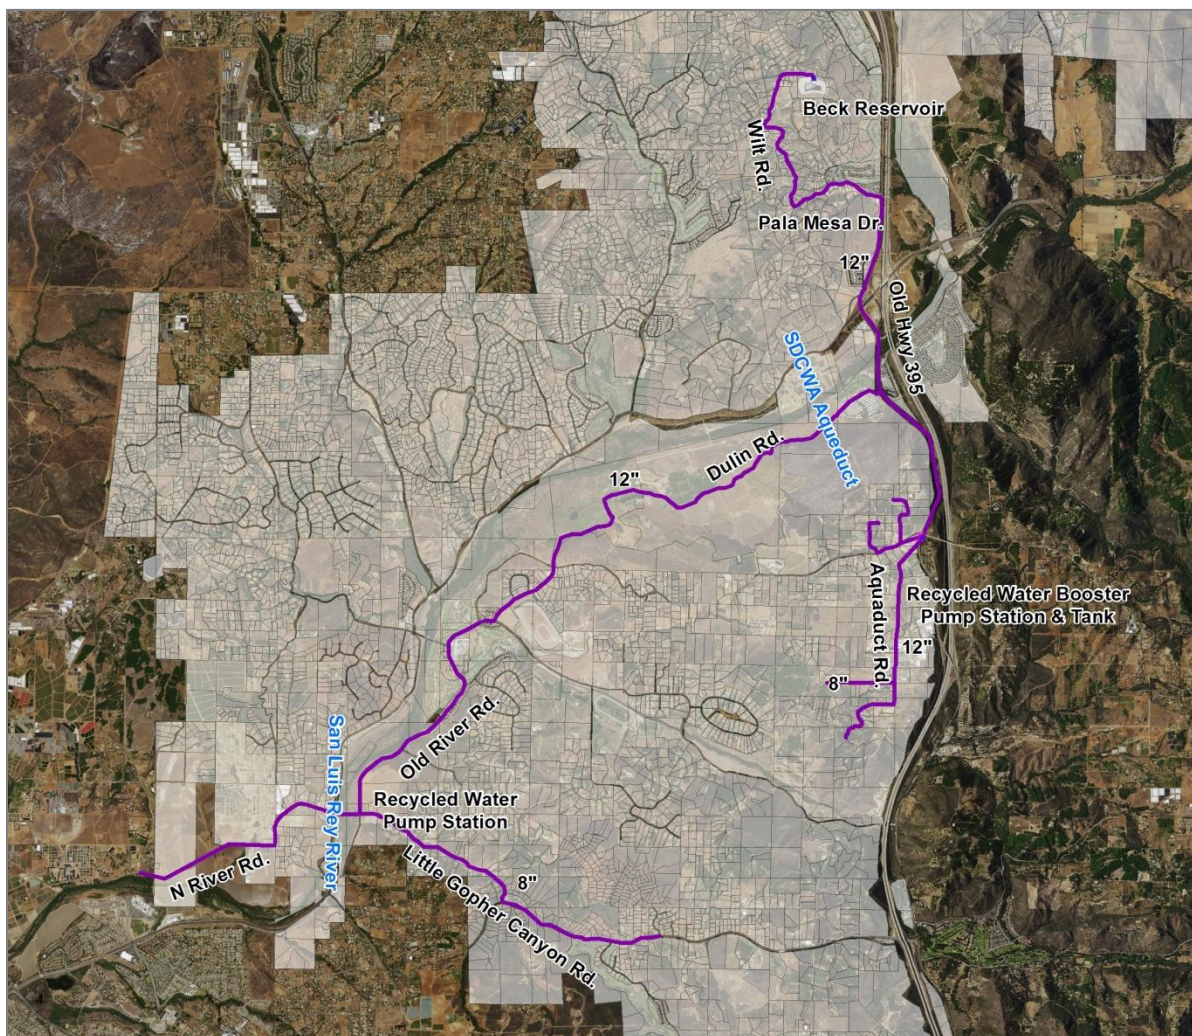 Beck Reservoir
Wilt Rd.
Pala Mesa Dr.
12"
Old Hwy 395
SDCWA Aqueduct
Dulin Rd.
12"
Aquaduct Rd.
Recycled Water Booster
Pump Station & Tank
12"
8"
Old River Rd.
San Luis Rey River
Recycled Water
Pump Station
N River Rd.
Little Gopher Canyon Rd.
8"